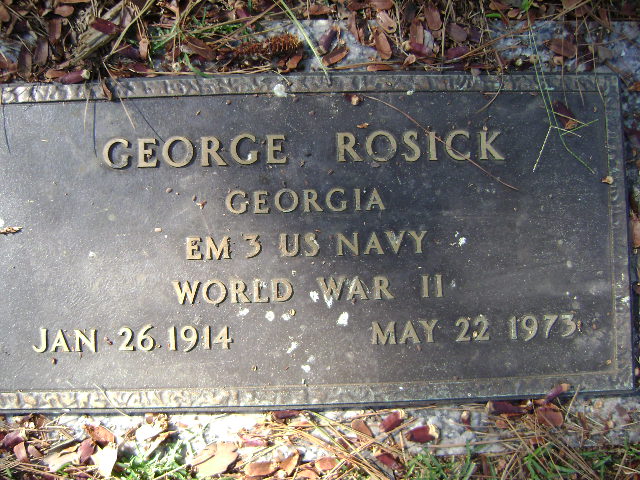 GEORGE ROSICK
GEORGIA
EM 3 US NAVY
WORLD WAR II
JAN 26 1914 MAY 22 1973